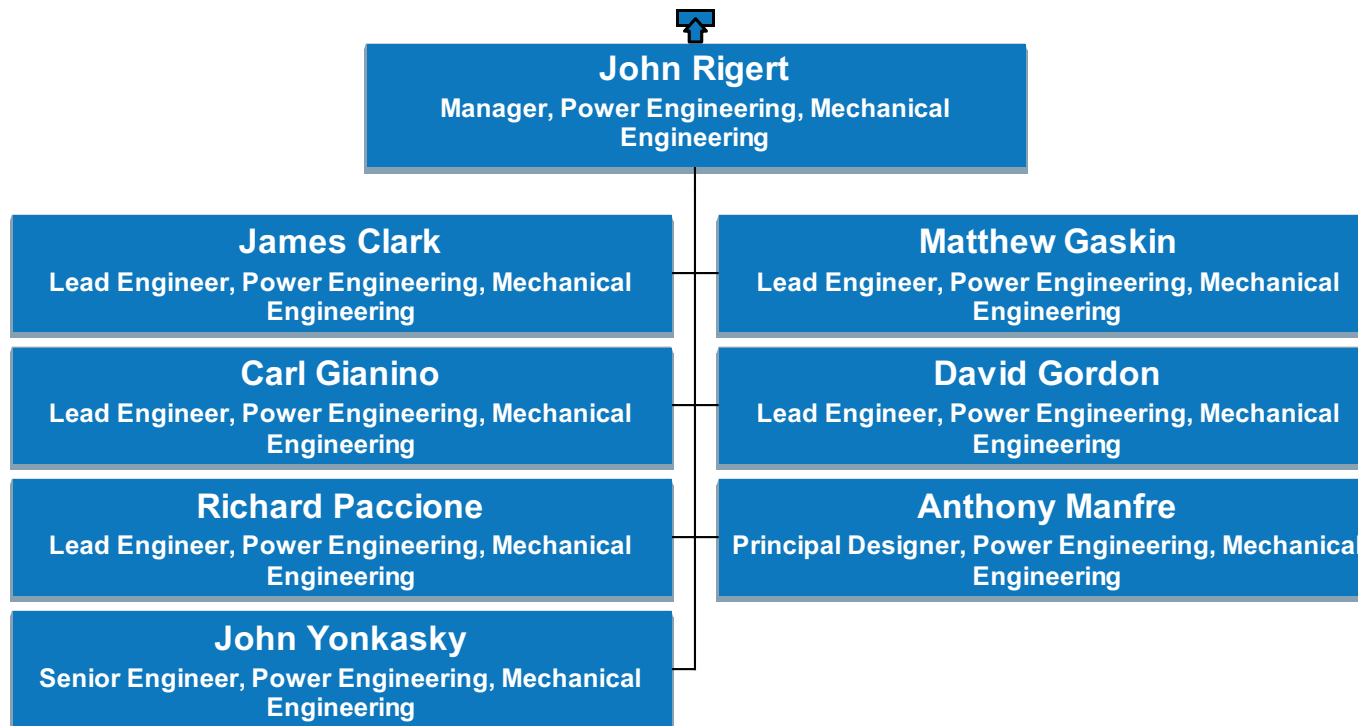 John Rigert
Manager, Power Engineering, Mechanical
Engineering
James Clark
Lead Engineer, Power Engineering, Mechanical
Engineering
Matthew Gaskin
Lead Engineer, Power Engineering, Mechanical
Engineering
Carl Gianino
Lead Engineer, Power Engineering, Mechanical
Engineering
David Gordon
Lead Engineer, Power Engineering, Mechanical
Engineering
Richard Paccione
Lead Engineer, Power Engineering, Mechanical
Engineering
Anthony Manfre
Principal Designer, Power Engineering, Mechanical
Engineering
John Yonkasky
Senior Engineer, Power Engineering, Mechanical
Engineering